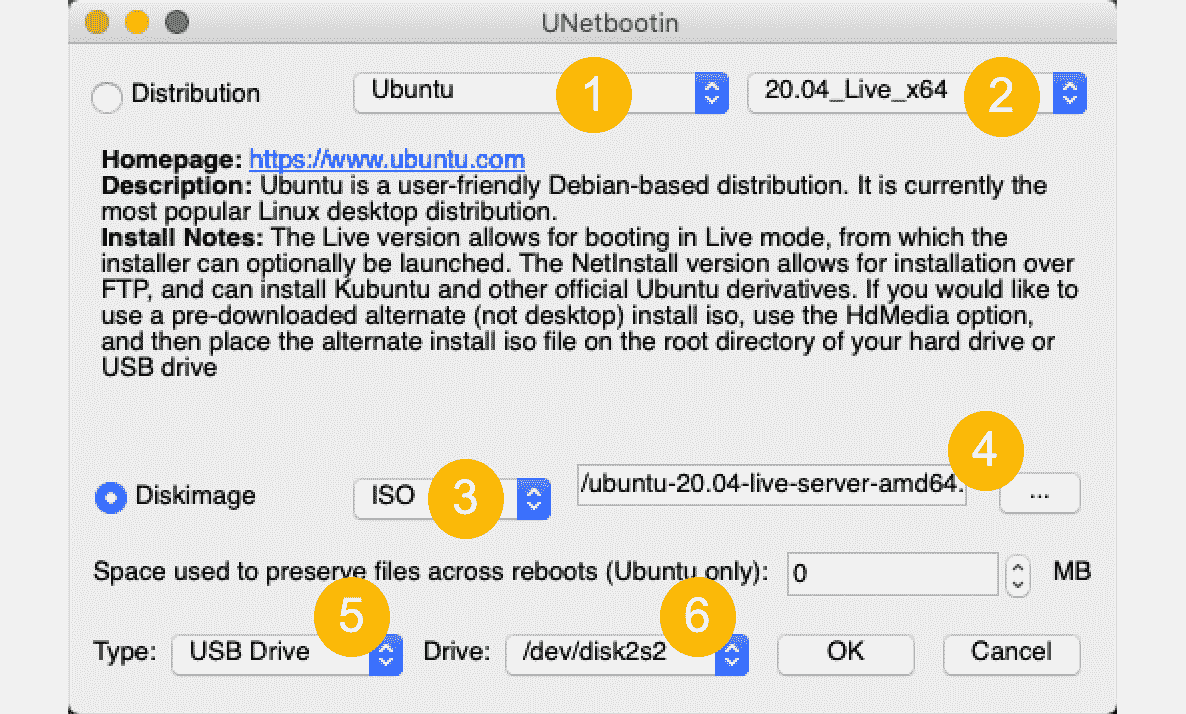 UNetbootin
Distribution Ubuntu 1 20.04_Live_x64 2
Homepage: https://www.ubuntu.com
Description: Ubuntu is a user-friendly Debian-based distribution. It is currently the
most popular Linux desktop distribution.
Install Notes: The Live version allows for booting in Live mode, from which the
installer can optionally be launched. The NetInstall version allows for installation over
FTP, and can install Kubuntu and other official Ubuntu derivatives. If you would like to
use a pre-downloaded alternate (not desktop) install iso, use the HdMedia option,
and then place the alternate install iso file on the root directory of your hard drive or
USB drive
Diskimage ISO 3 /ubuntu-20.04-live-server-amd64. 4 ...
Space used to preserve files across reboots (Ubuntu only): 0 MB
5 6
Type: USB Drive Drive: /dev/disk2s2 OK Cancel